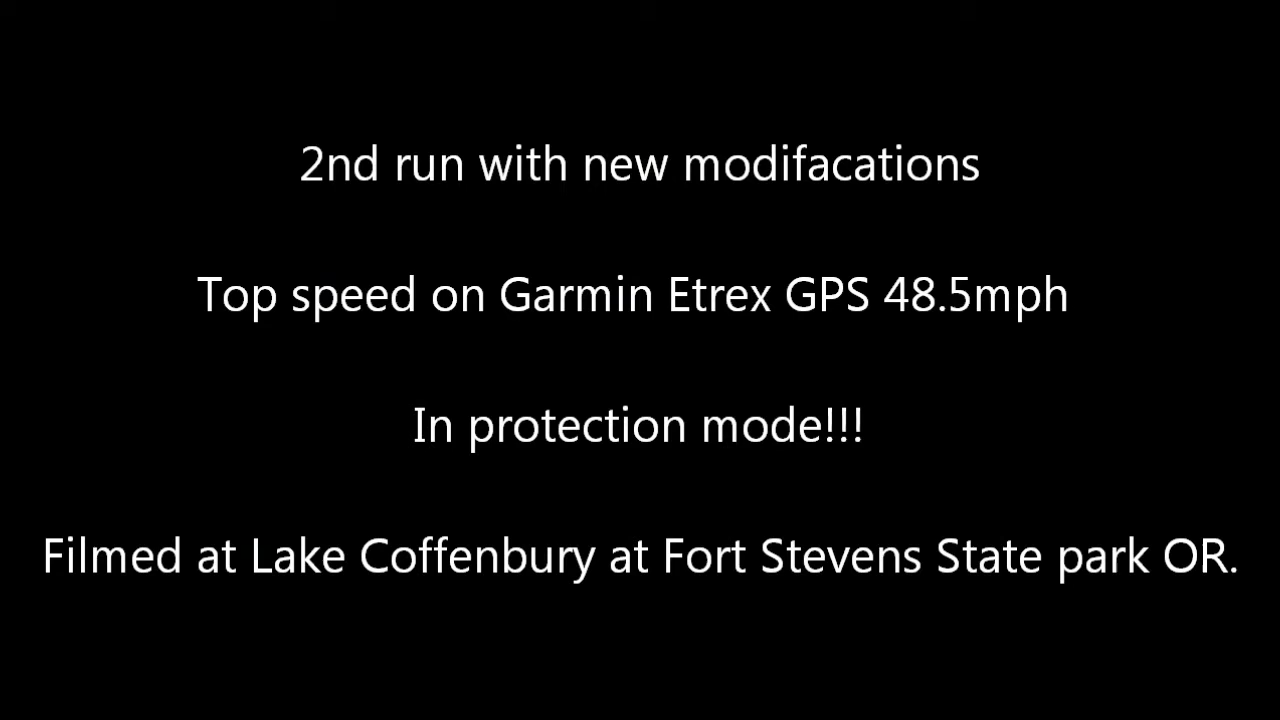 2nd run with new modifacations
Top speed on Garmin Etrex GPS 48.5mph
In protection mode!!!
Filmed at Lake Coffenbury at Fort Stevens State park OR.